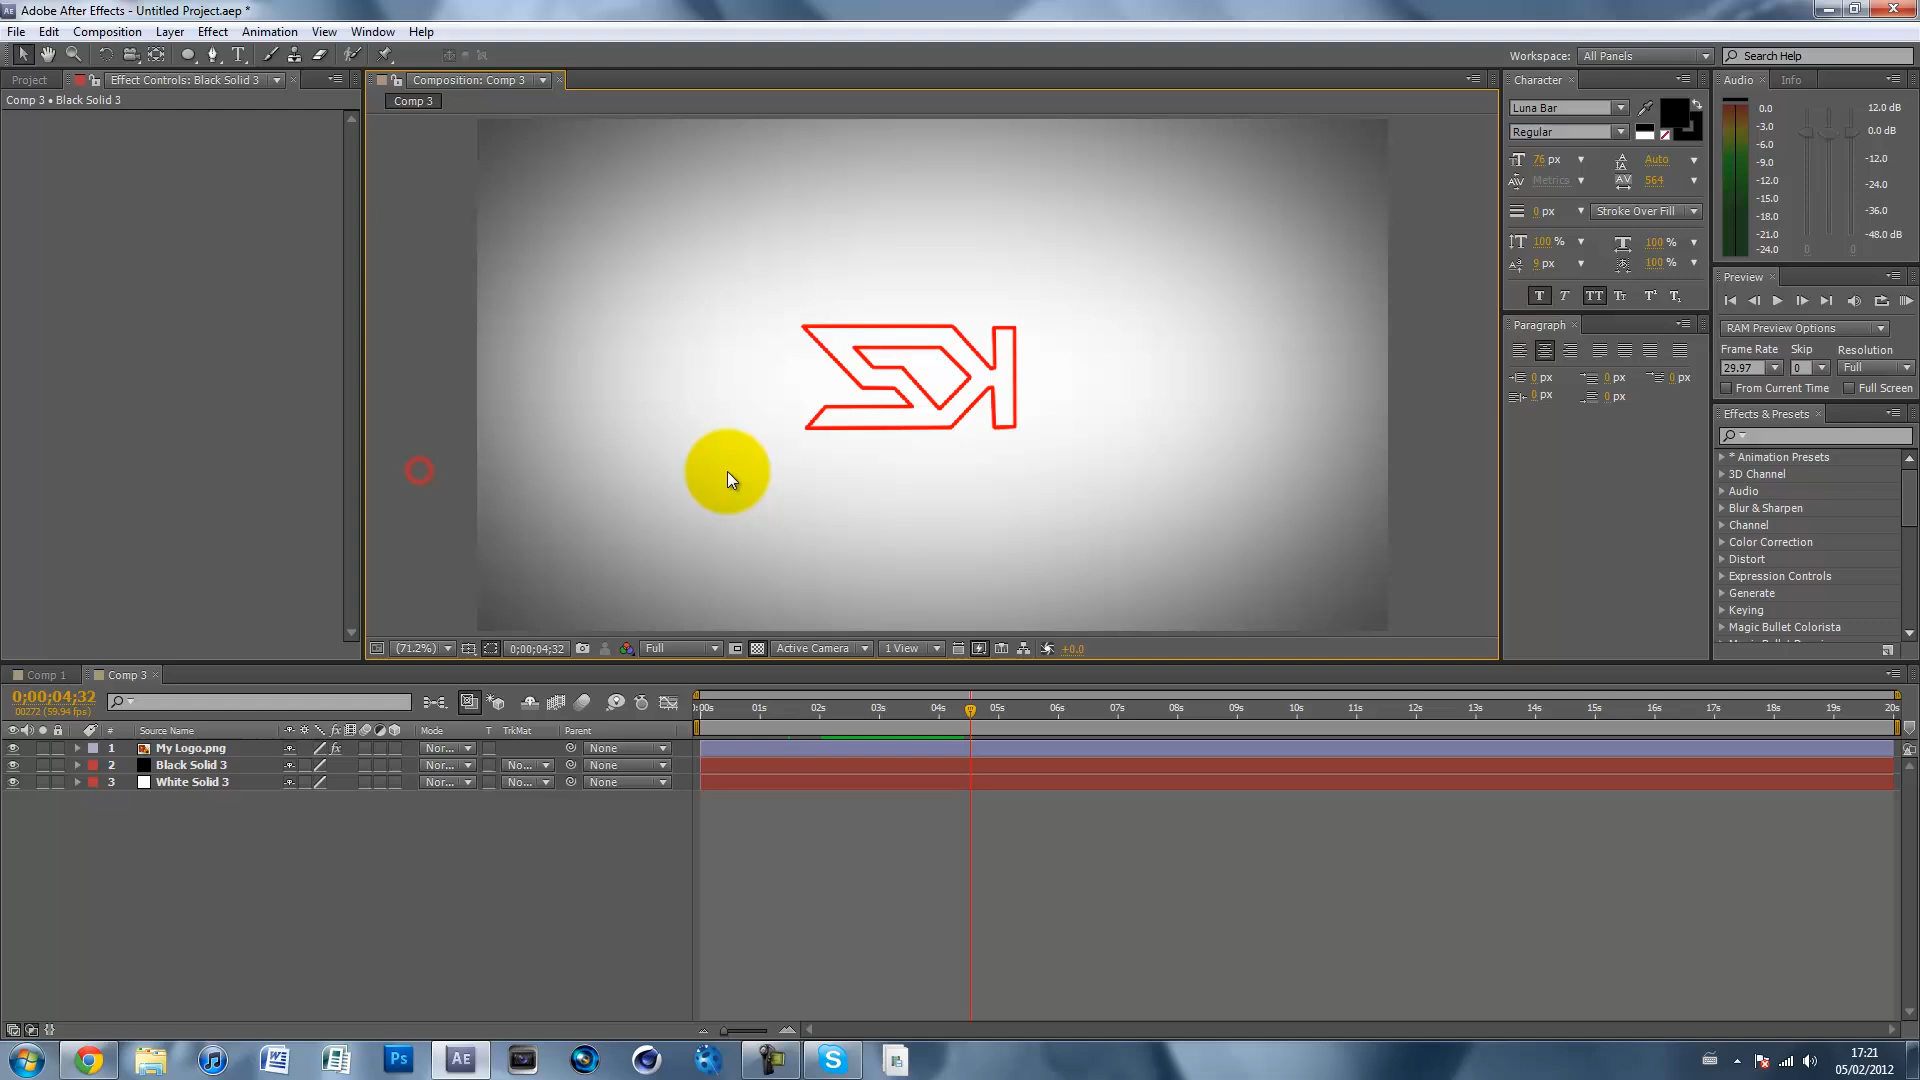 Adobe After Effects - Untitled Project.aep *
File Edit Composition Layer Effect Animation View Window Help
Workspace: All Panels Search Help
Project Effect Controls: Black Solid 3
Comp 3 • Black Solid 3
Composition: Comp 3
Comp 3
Character
Luna Bar
Regular
76 px Auto
Metrics 564
0 px Stroke Over Fill
100 % 100 %
9 px 100 %
T T TT Tt T¹ T₁
Paragraph
0 px 0 px 0 px
0 px 0 px
Audio Info
0.0 12.0 dB
-3.0 0.0 dB
-6.0
-9.0 -12.0
-12.0 -24.0
-15.0
-18.0 -36.0
-21.0 -48.0 dB
-24.0 0 0
Preview
RAM Preview Options
Frame Rate Skip Resolution
29.97 0 Full
From Current Time Full Screen
Effects & Presets
* Animation Presets
3D Channel
Audio
Blur & Sharpen
Channel
Color Correction
Distort
Expression Controls
Generate
Keying
Magic Bullet Colorista
(71.2%) 0;00;04;32 Full Active Camera 1 View +0.0
Comp 1 Comp 3
0;00;04;32
00272 (59.94 fps)
# Source Name fx Mode T TrkMat Parent
:00s 01s 02s 03s 04s 05s 06s 07s 08s 09s 10s 11s 12s 13s 14s 15s 16s 17s 18s 19s 20s
1 My Logo.png fx Nor... None
2 Black Solid 3 Nor... No... None
3 White Solid 3 Nor... No... None
Ps AE
17:21
05/02/2012